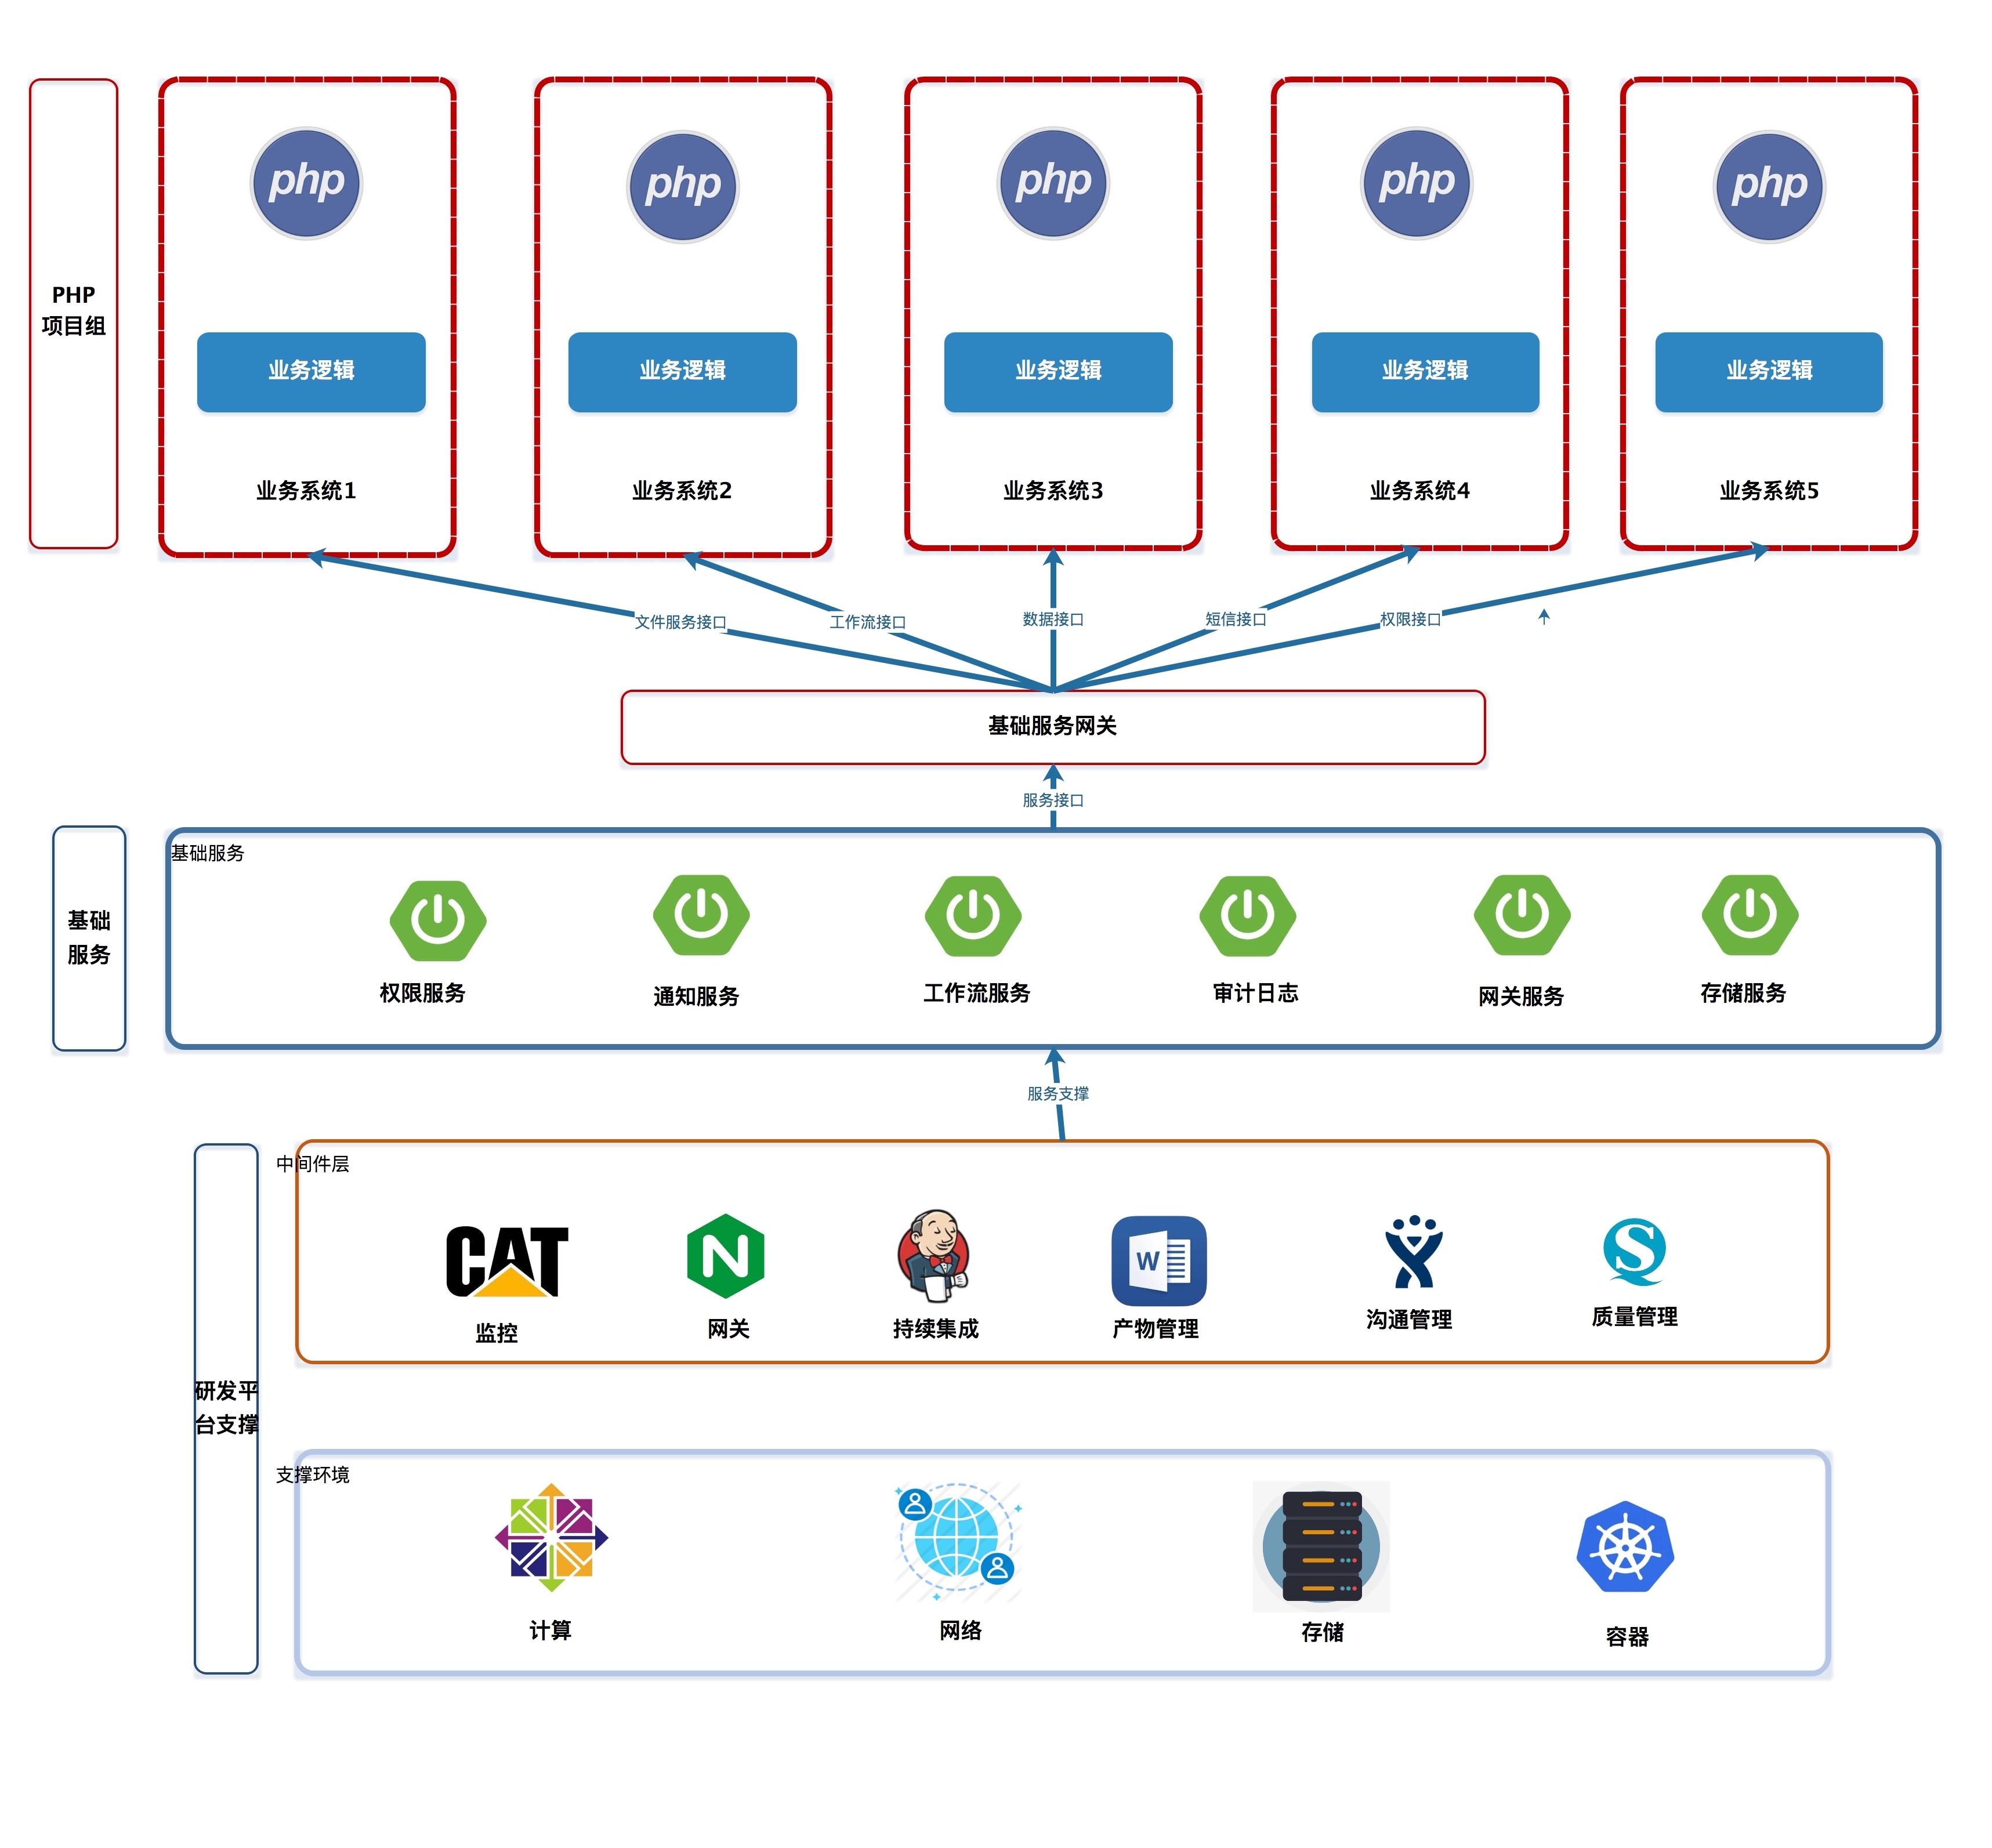 php
php
php
php
php
PHP
项目组
业务逻辑
业务逻辑
业务逻辑
业务逻辑
业务逻辑
业务系统1
业务系统2
业务系统3
业务系统4
业务系统5
文件服务接口
工作流接口
数据接口
短信接口
权限接口
基础服务网关
服务接口
基础服务
基础
服务
权限服务
通知服务
工作流服务
审计日志
网关服务
存储服务
服务支撑
中间件层
CAT
N
W
S
监控
网关
持续集成
产物管理
沟通管理
质量管理
研发平
台支撑
支撑环境
计算
网络
存储
容器